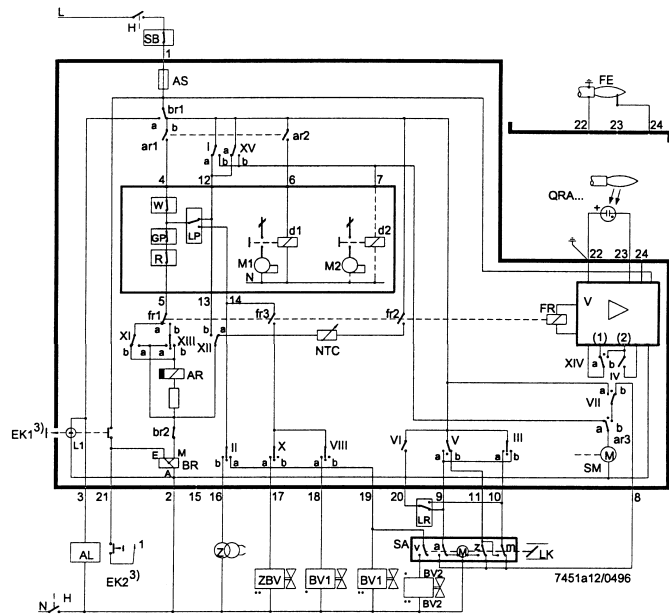 L
H
SB
1
AS
FE
22 23 24
br1
a b
ar1
I
a b
a XV
b
ar2
QRA...
+
4 12 6 7
W
GP
R
LP
M1
N
d1
M2
d2
22 23 24
V
FR
(1) (2)
XIV a b
IV
5 13 14
fr1
fr3
fr2
XI
b a
a b
XIII
b a
XII
NTC
AR
VII
a b
ar3
SM
M
EK1 3)
L1
br2
E M
BR
A
II
a b
X
a b
VIII
a b
VI
V
a b
III
a b
3 21 2 15 16 17 18 19 20 9 11 10 8
LR
AL
EK2 3)
1
Z
ZBV
BV1
BV1
SA
v a M z m
LK
BV2
BV2
7451a12/0496
N H